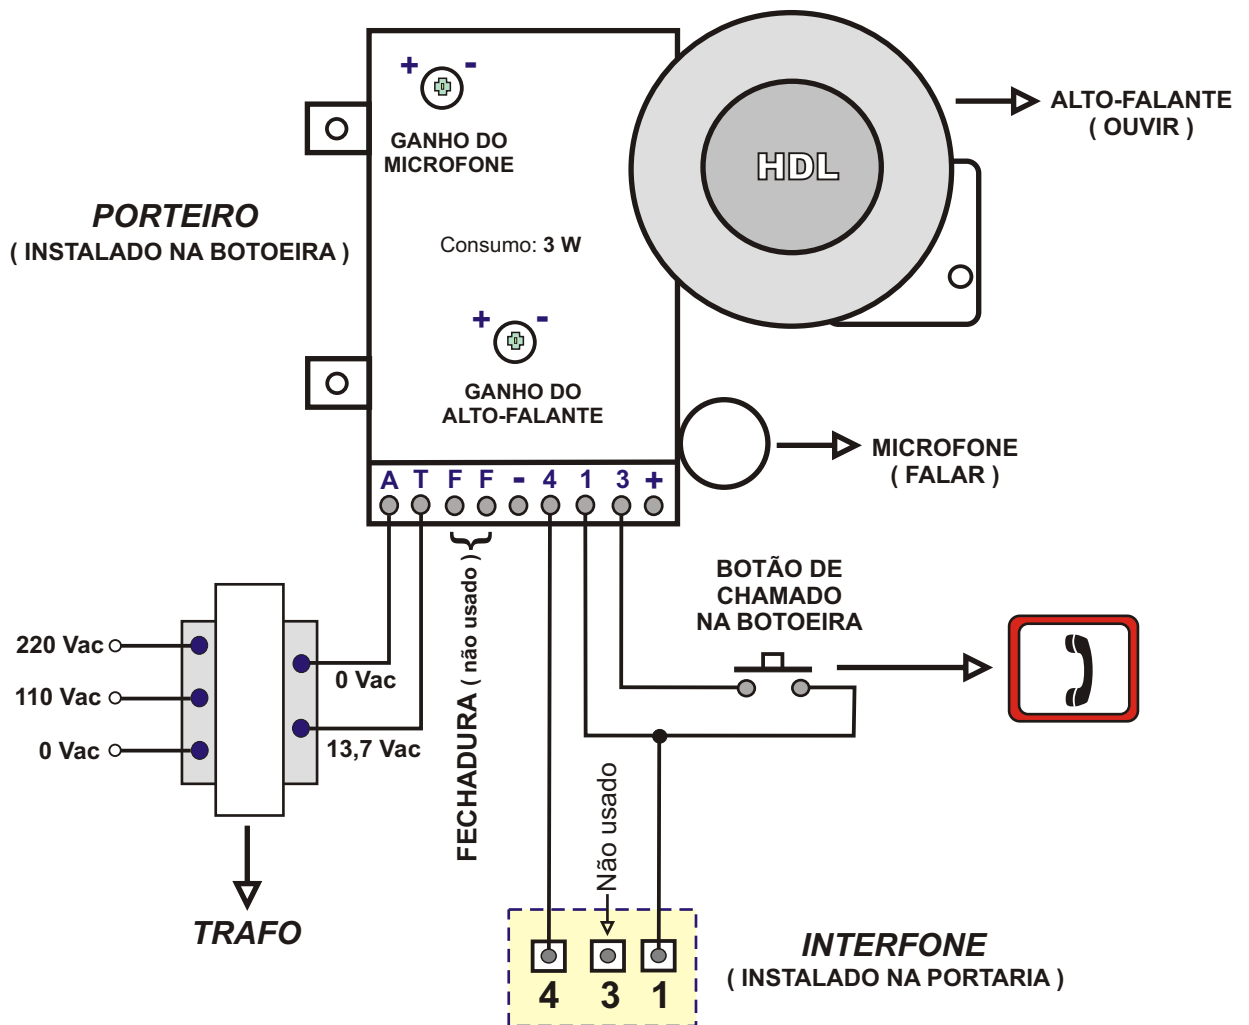 + -
GANHO DO
MICROFONE
HDL
ALTO-FALANTE
( OUVIR )
PORTEIRO
( INSTALADO NA BOTOEIRA )
Consumo: 3 W
+ -
GANHO DO
ALTO-FALANTE
MICROFONE
( FALAR )
A T F F - 4 1 3 +
FECHADURA ( não usado )
BOTÃO DE
CHAMADO
NA BOTOEIRA
220 Vac
110 Vac
0 Vac
0 Vac
13,7 Vac
TRAFO
Não usado
4 3 1
INTERFONE
( INSTALADO NA PORTARIA )